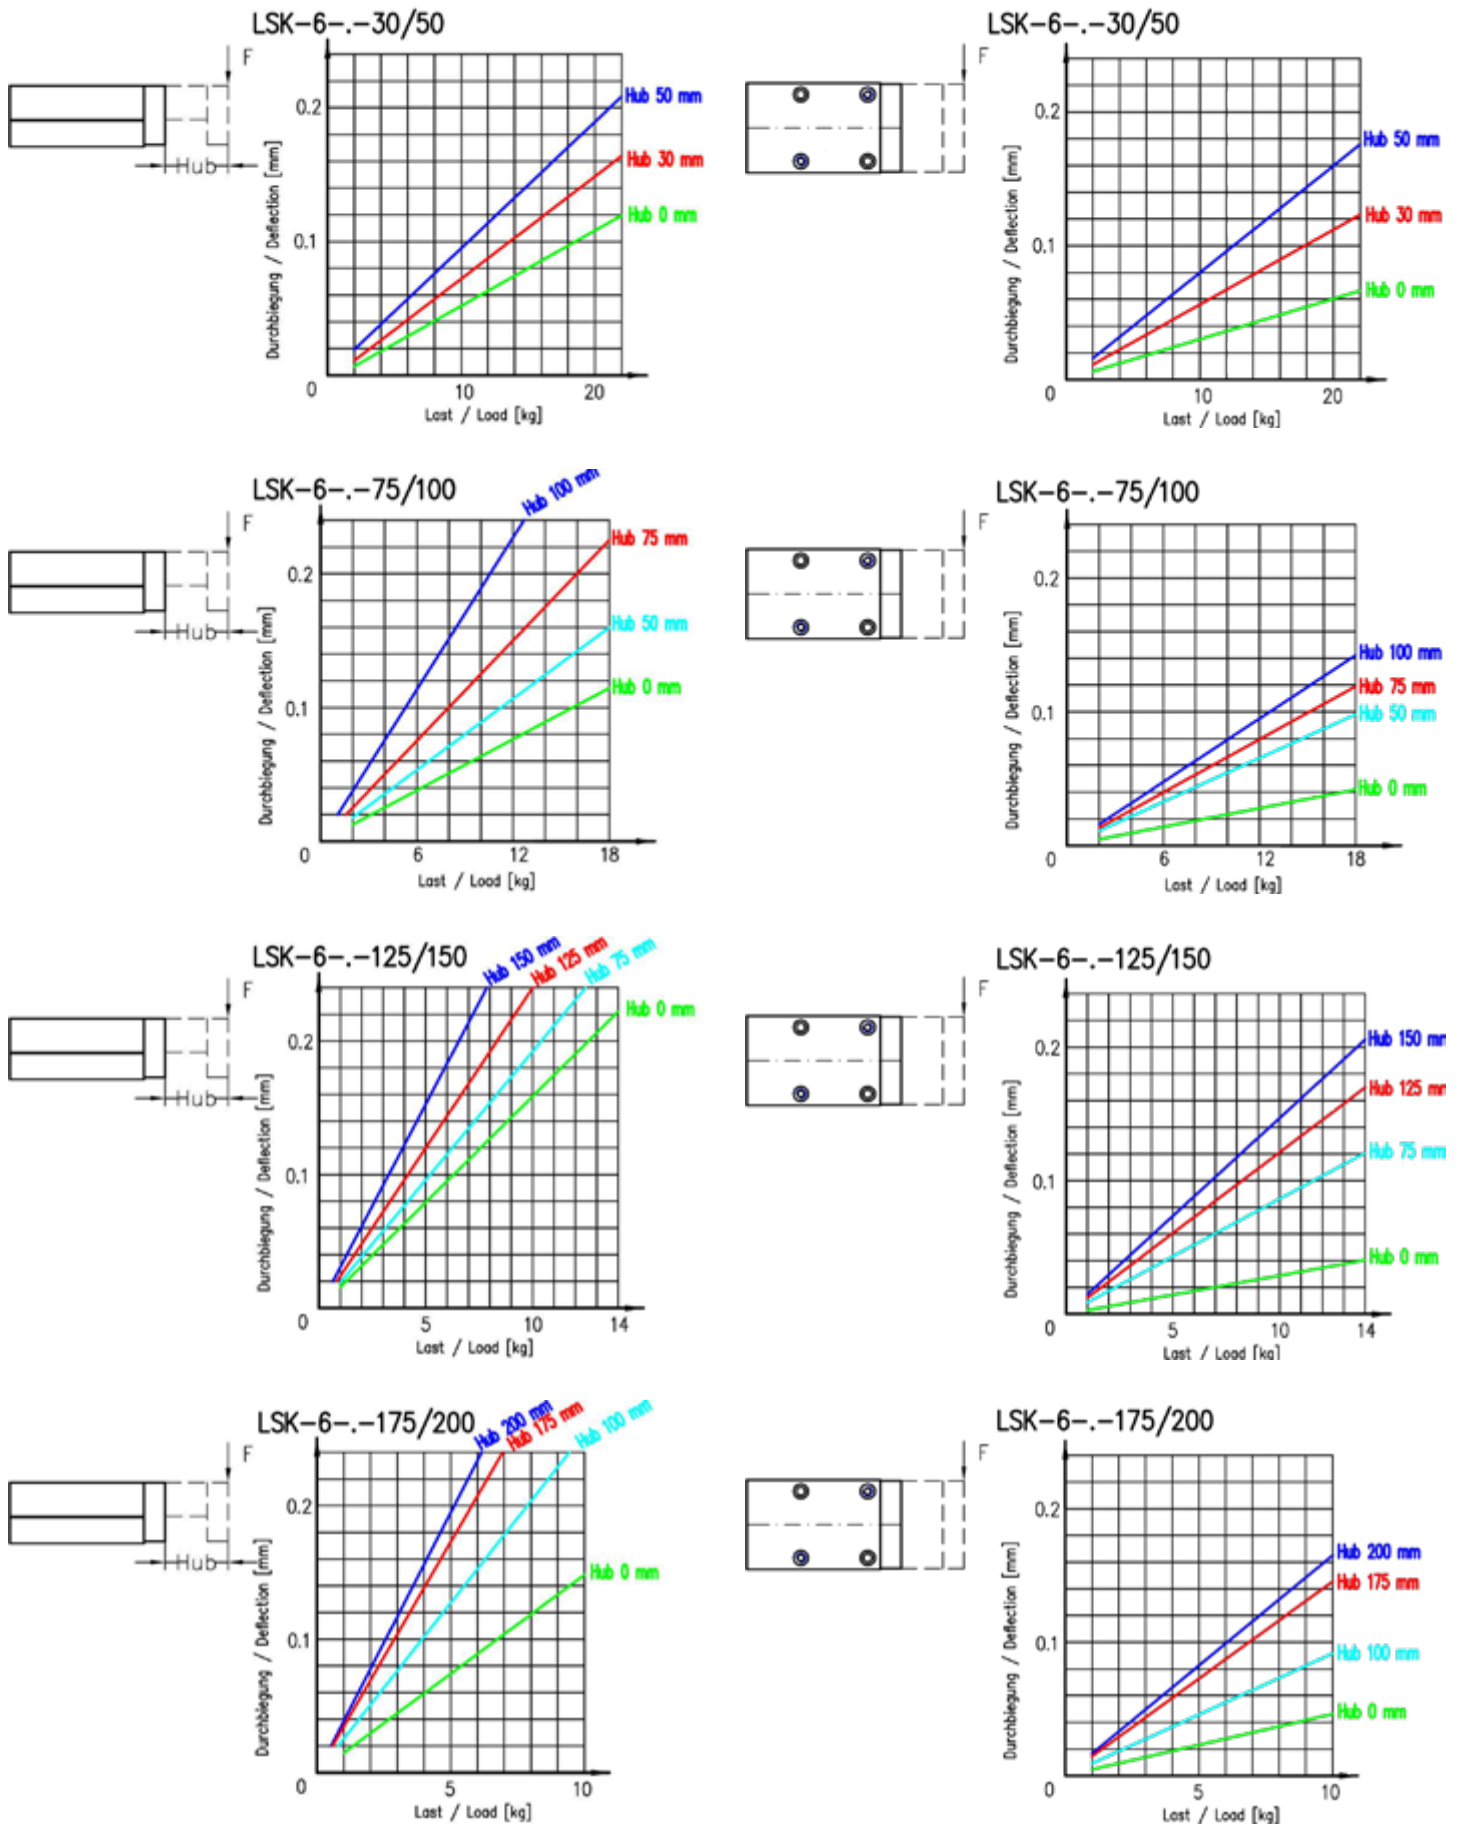 LSK-6-.-30/50
F
Hub
0.2
0.1
0
10
20
Durchbiegung / Deflection [mm]
Last / Load [kg]
Hub 50 mm
Hub 30 mm
Hub 0 mm
LSK-6-.-30/50
F
0.2
0.1
0
10
20
Durchbiegung / Deflection [mm]
Last / Load [kg]
Hub 50 mm
Hub 30 mm
Hub 0 mm
LSK-6-.-75/100
F
Hub
0.2
0.1
0
6
12
18
Durchbiegung / Deflection [mm]
Last / Load [kg]
Hub 100 mm
Hub 75 mm
Hub 50 mm
Hub 0 mm
LSK-6-.-75/100
F
0.2
0.1
0
6
12
18
Durchbiegung / Deflection [mm]
Last / Load [kg]
Hub 100 mm
Hub 75 mm
Hub 50 mm
Hub 0 mm
LSK-6-.-125/150
F
Hub
0.2
0.1
0
5
10
14
Durchbiegung / Deflection [mm]
Last / Load [kg]
Hub 150 mm
Hub 125 mm
Hub 75 mm
Hub 0 mm
LSK-6-.-125/150
F
0.2
0.1
0
5
10
14
Durchbiegung / Deflection [mm]
Last / Load [kg]
Hub 150 mm
Hub 125 mm
Hub 75 mm
Hub 0 mm
LSK-6-.-175/200
F
Hub
0.2
0.1
0
5
10
Durchbiegung / Deflection [mm]
Last / Load [kg]
Hub 200 mm
Hub 175 mm
Hub 100 mm
Hub 0 mm
LSK-6-.-175/200
F
0.2
0.1
0
5
10
Durchbiegung / Deflection [mm]
Last / Load [kg]
Hub 200 mm
Hub 175 mm
Hub 100 mm
Hub 0 mm